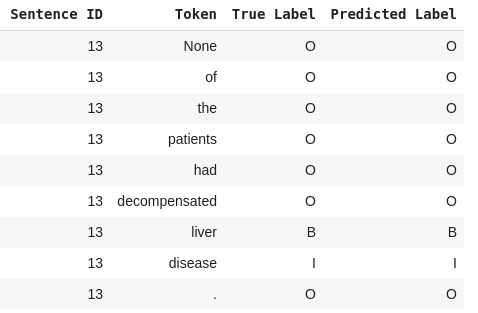 Sentence ID Token True Label Predicted Label
13 None O O
13 of O O
13 the O O
13 patients O O
13 had O O
13 decompensated O O
13 liver B B
13 disease I I
13 . O O